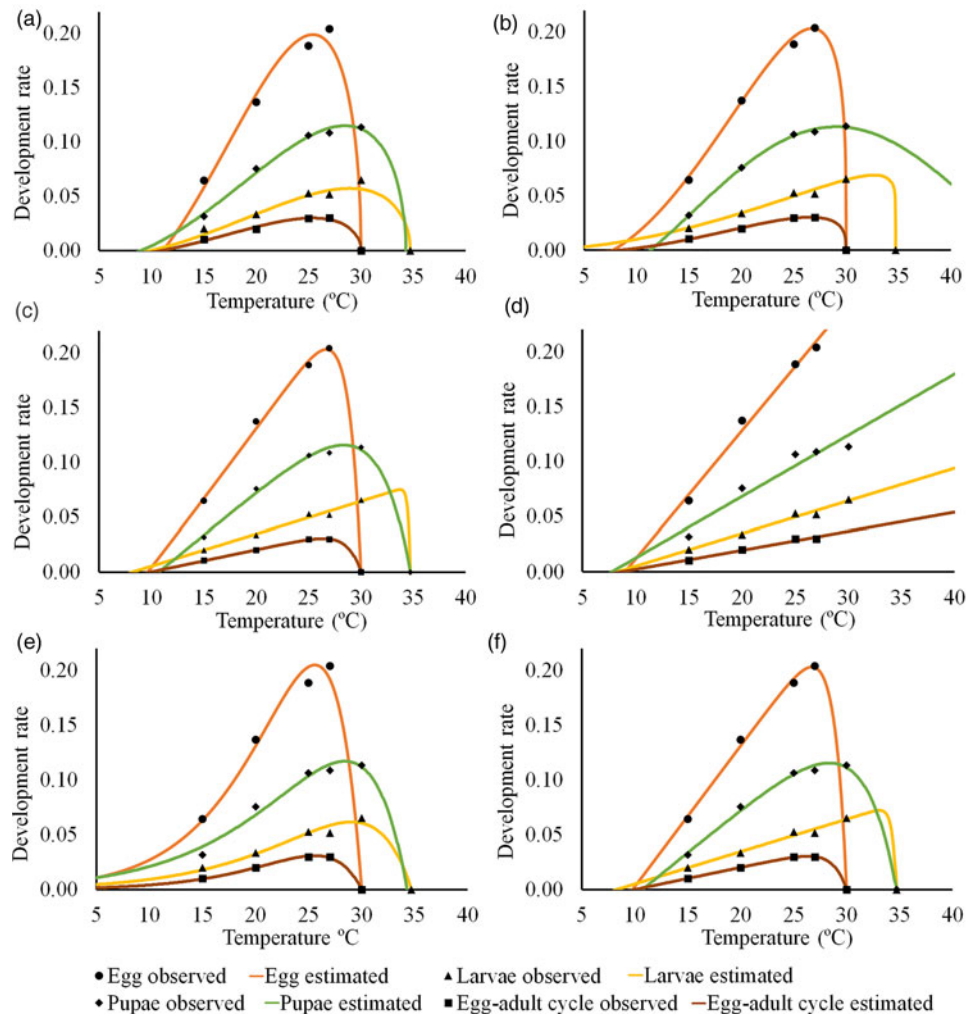 (a)
Development rate
0.20
0.15
0.10
0.05
0.00
5 10 15 20 25 30 35 40
Temperature (ºC)
(b)
Development rate
0.20
0.15
0.10
0.05
0.00
5 10 15 20 25 30 35 40
Temperature (ºC)
(c)
Development rate
0.20
0.15
0.10
0.05
0.00
5 10 15 20 25 30 35 40
Temperature (ºC)
(d)
Development rate
0.20
0.15
0.10
0.05
0.00
5 10 15 20 25 30 35 40
Temperature (ºC)
(e)
Development rate
0.20
0.15
0.10
0.05
0.00
5 10 15 20 25 30 35 40
Temperature ºC
(f)
Development rate
0.20
0.15
0.10
0.05
0.00
5 10 15 20 25 30 35 40
Temperature (ºC)
Egg observed Egg estimated Larvae observed Larvae estimated
Pupae observed Pupae estimated Egg-adult cycle observed Egg-adult cycle estimated